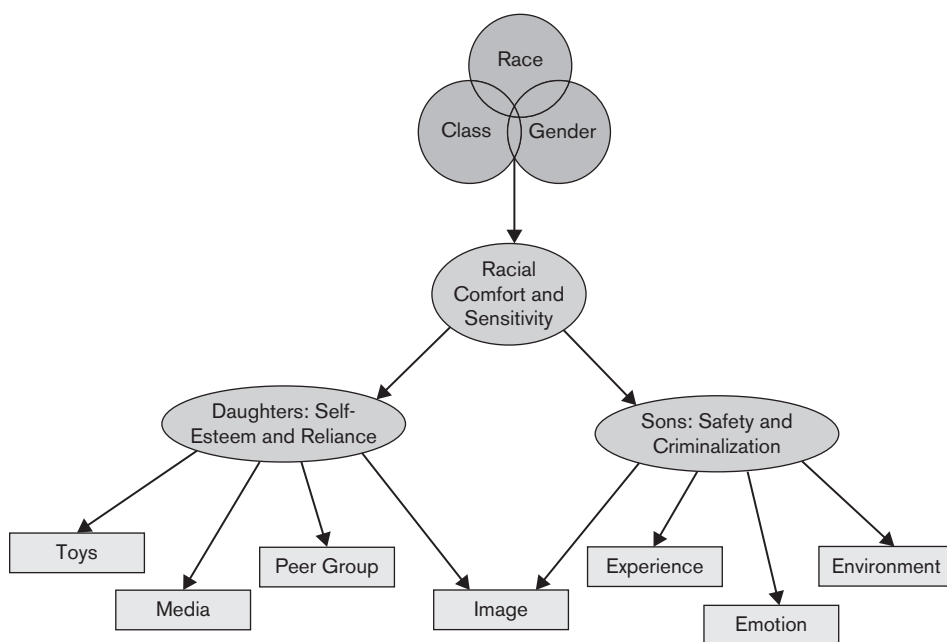 Race
Class
Gender
Racial
Comfort and
Sensitivity
Daughters: Self-
Esteem and Reliance
Sons: Safety and
Criminalization
Toys
Media
Peer Group
Image
Experience
Emotion
Environment